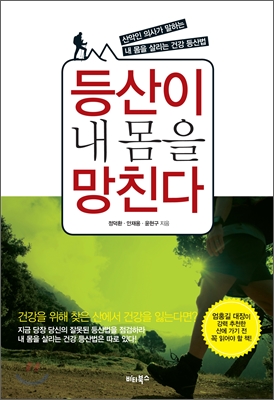 산악인 의사가 말하는
내 몸을 살리는 건강 등산법
등산이
내 몸을
망친다
정덕환 · 안재용 · 윤현구 지음
건강을 위해 찾은 산에서 건강을 잃는다면?
지금 당장 당신의 잘못된 등산법을 점검하라
내 몸을 살리는 건강 등산법은 따로 있다!
엄홍길 대장이
강력 추천한
산에 가기 전
꼭 읽어야 할 책!
비타북스